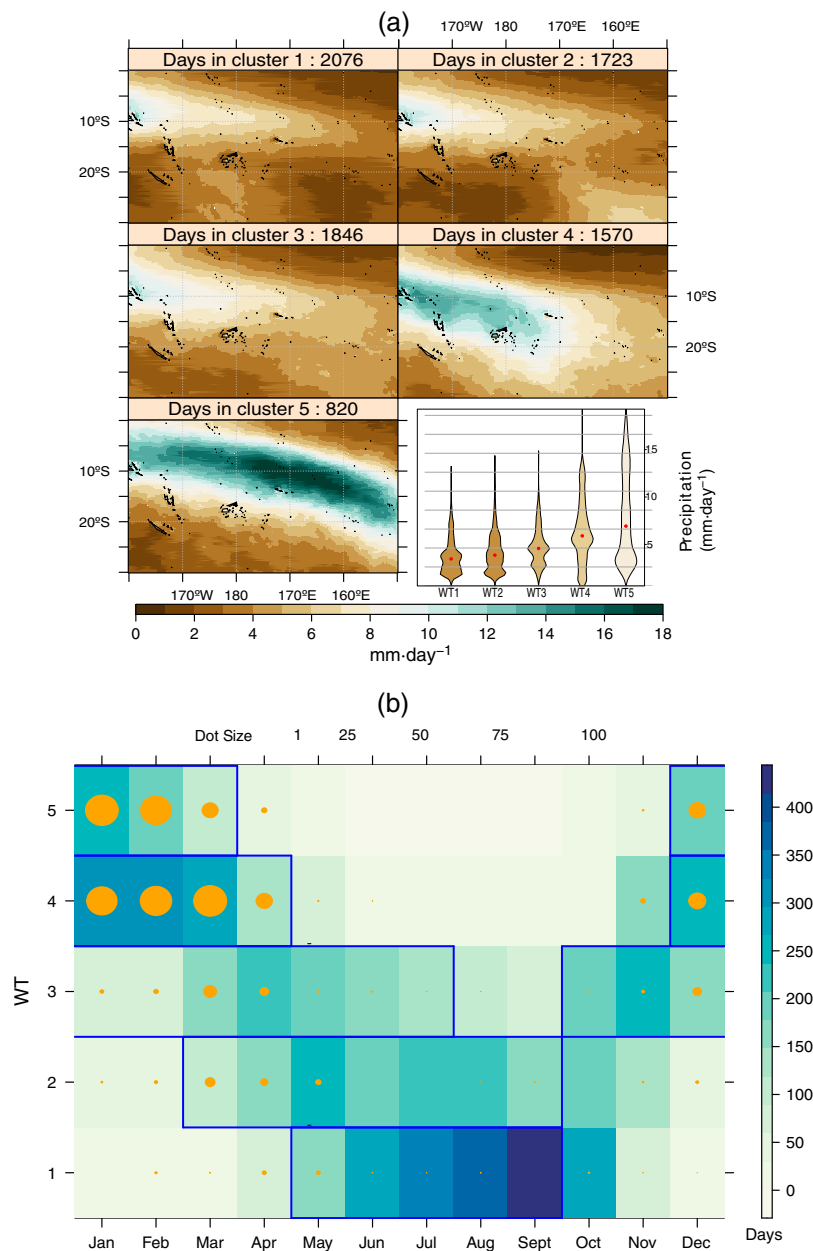 (a)
170ºW 180 170ºE 160ºE
Days in cluster 1 : 2076
Days in cluster 2 : 1723
10ºS
20ºS
Days in cluster 3 : 1846
Days in cluster 4 : 1570
10ºS
20ºS
Days in cluster 5 : 820
10ºS
20ºS
15
10
5
Precipitation
(mm·day⁻¹)
WT1 WT2 WT3 WT4 WT5
170ºW 180 170ºE 160ºE
0 2 4 6 8 10 12 14 16 18
mm·day⁻¹
(b)
Dot Size 1 25 50 75 100
5
4
3
2
1
WT
Jan Feb Mar Apr May Jun Jul Aug Sept Oct Nov Dec
400
350
300
250
200
150
100
50
0
Days